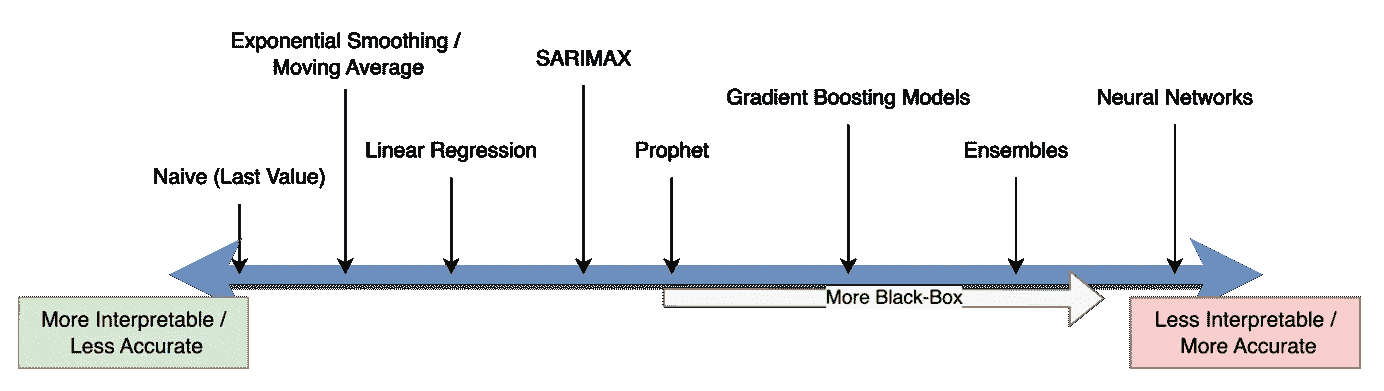 Exponential Smoothing /
Moving Average
SARIMAX
Gradient Boosting Models
Neural Networks
Linear Regression
Prophet
Ensembles
Naive (Last Value)
More Black-Box
More Interpretable /
Less Accurate
Less Interpretable /
More Accurate